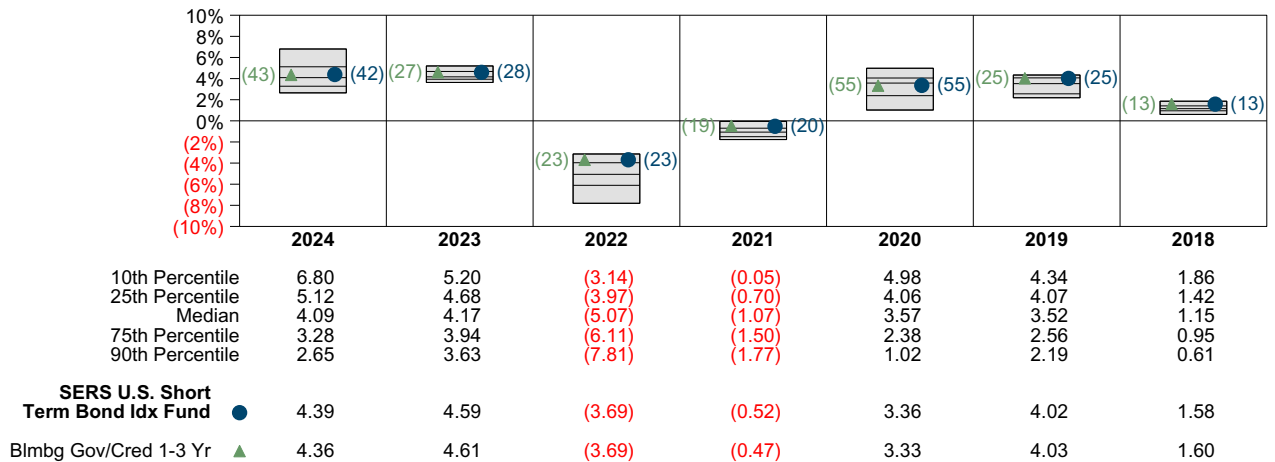 10%
8%
6%
4%
2%
0%
(2%)
(4%)
(6%)
(8%)
(10%)
(43) (42) (27) (28) (23) (23) (19) (20) (55) (55) (25) (25) (13) (13)
2024 2023 2022 2021 2020 2019 2018
10th Percentile 6.80 5.20 (3.14) (0.05) 4.98 4.34 1.86
25th Percentile 5.12 4.68 (3.97) (0.70) 4.06 4.07 1.42
Median 4.09 4.17 (5.07) (1.07) 3.57 3.52 1.15
75th Percentile 3.28 3.94 (6.11) (1.50) 2.38 2.56 0.95
90th Percentile 2.65 3.63 (7.81) (1.77) 1.02 2.19 0.61
SERS U.S. Short
Term Bond Idx Fund 4.39 4.59 (3.69) (0.52) 3.36 4.02 1.58
Blmbg Gov/Cred 1-3 Yr 4.36 4.61 (3.69) (0.47) 3.33 4.03 1.60